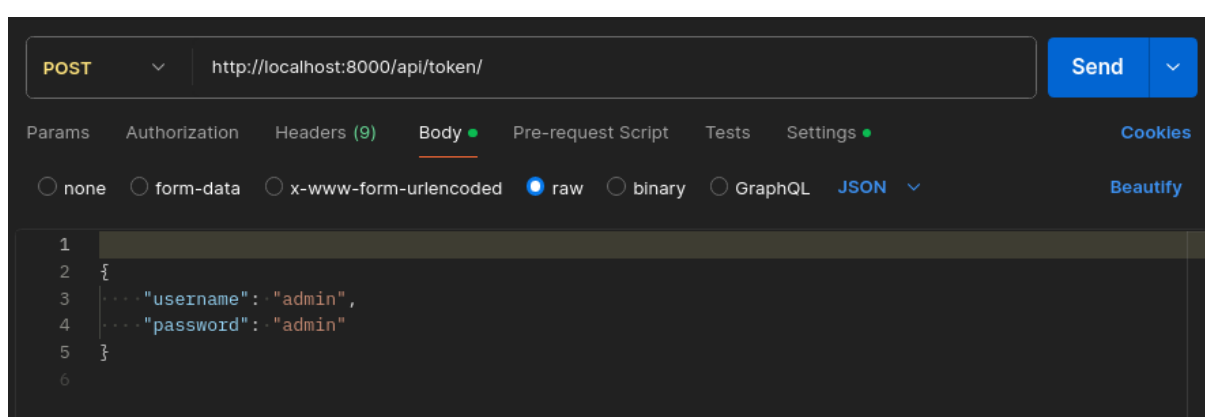 POST http://localhost:8000/api/token/ Send
Params Authorization Headers (9) Body Pre-request Script Tests Settings Cookies
none form-data x-www-form-urlencoded raw binary GraphQL JSON Beautify
1
2 {
3 "username": "admin",
4 "password": "admin"
5 }
6